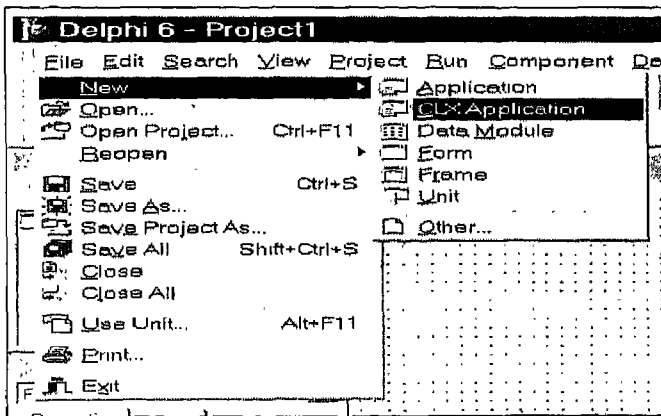 Delphi 6 - Project1
File Edit Search View Project Run Component
New
Open...
Open Project... Ctrl+F11
Reopen
Save Ctrl+S
Save As...
Save Project As...
Save All Shift+Ctrl+S
Close
Close All
Use Unit... Alt+F11
Print...
Exit
Application
CLX Application
Data Module
Form
Frame
Unit
Other...